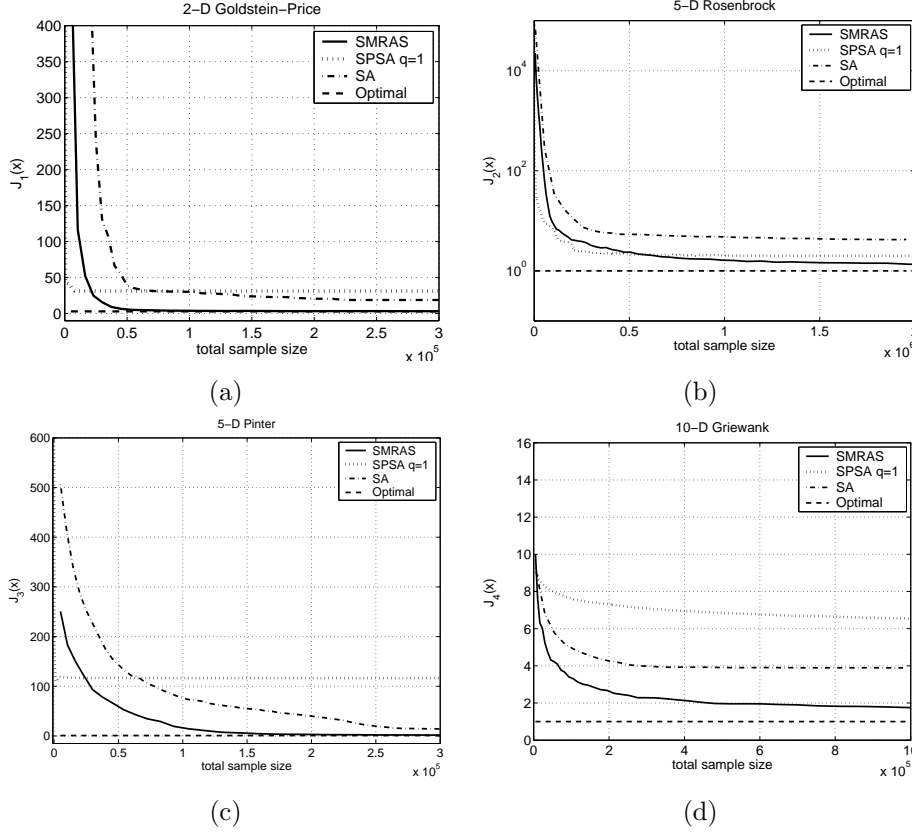 2−D Goldstein−Price
400
350
300
250
200
150
100
50
0
J1(x)
0 0.5 1 1.5 2 2.5 3
total sample size
x 10^5
SMRAS
SPSA q=1
SA
Optimal
(a)
5−D Rosenbrock
10^4
10^2
10^0
J2(x)
0 0.5 1 1.5
total sample size
x 10^6
SMRAS
SPSA q=1
SA
Optimal
(b)
5−D Pinter
600
500
400
300
200
100
0
J3(x)
0 0.5 1 1.5 2 2.5 3
total sample size
x 10^5
SMRAS
SPSA q=1
SA
Optimal
(c)
10−D Griewank
16
14
12
10
8
6
4
2
0
J4(x)
0 2 4 6 8 10
total sample size
x 10^5
SMRAS
SPSA q=1
SA
Optimal
(d)